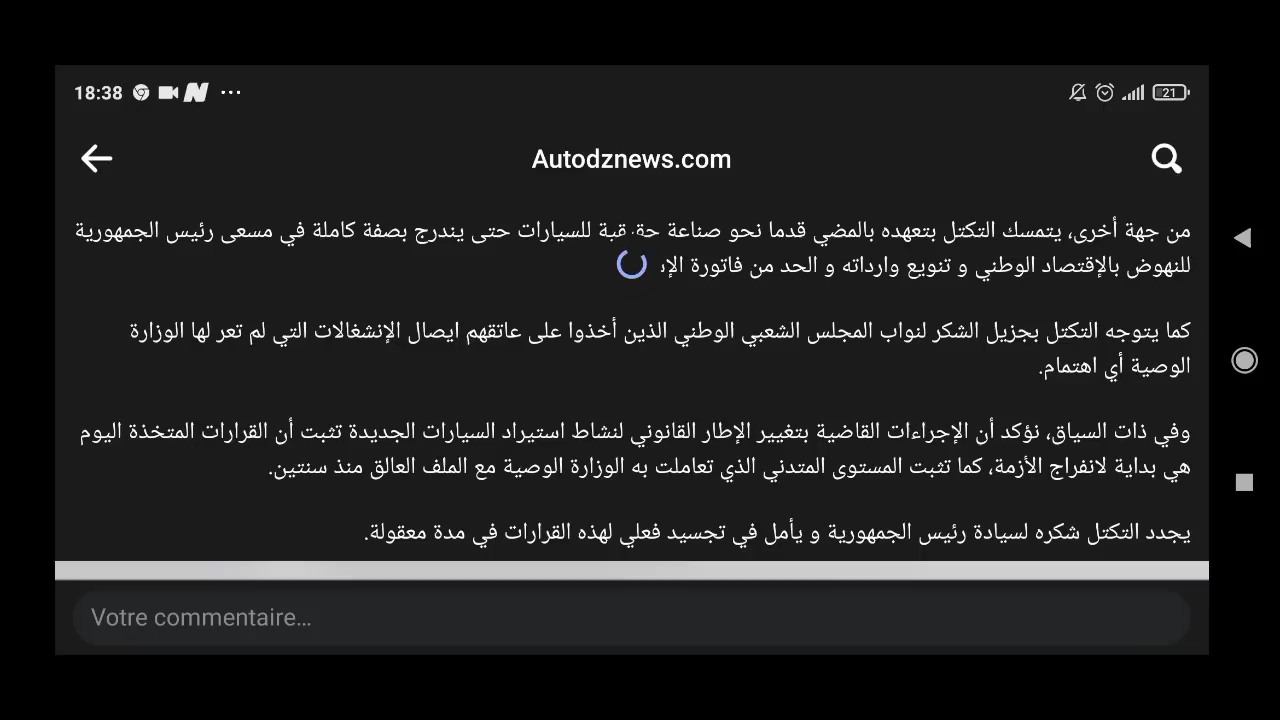 18:38
21
Autodznews.com
من جهة أخرى، يتمسك التكتل بتعهده بالمضي قدما نحو صناعة للسيارات حتى يندرج بصفة كاملة في مسعى رئيس الجمهورية
للنهوض بالإقتصاد الوطني و تنويع وارداته و الحد من فاتورة
كما يتوجه التكتل بجزيل الشكر لنواب المجلس الشعبي الوطني الذين أخذوا على عاتقهم ايصال الإنشغالات التي لم تعر لها الوزارة
الوصية أي اهتمام.
وفي ذات السياق، نؤكد أن الإجراءات القاضية بتغيير الإطار القانوني لنشاط استيراد السيارات الجديدة تثبت أن القرارات المتخذة اليوم
هي بداية لانفراج الأزمة، كما تثبت المستوى المتدني الذي تعاملت به الوزارة الوصية مع الملف العالق منذ سنتين.
يجدد التكتل شكره لسيادة رئيس الجمهورية و يأمل في تجسيد فعلي لهذه القرارات في مدة معقولة.
Votre commentaire...